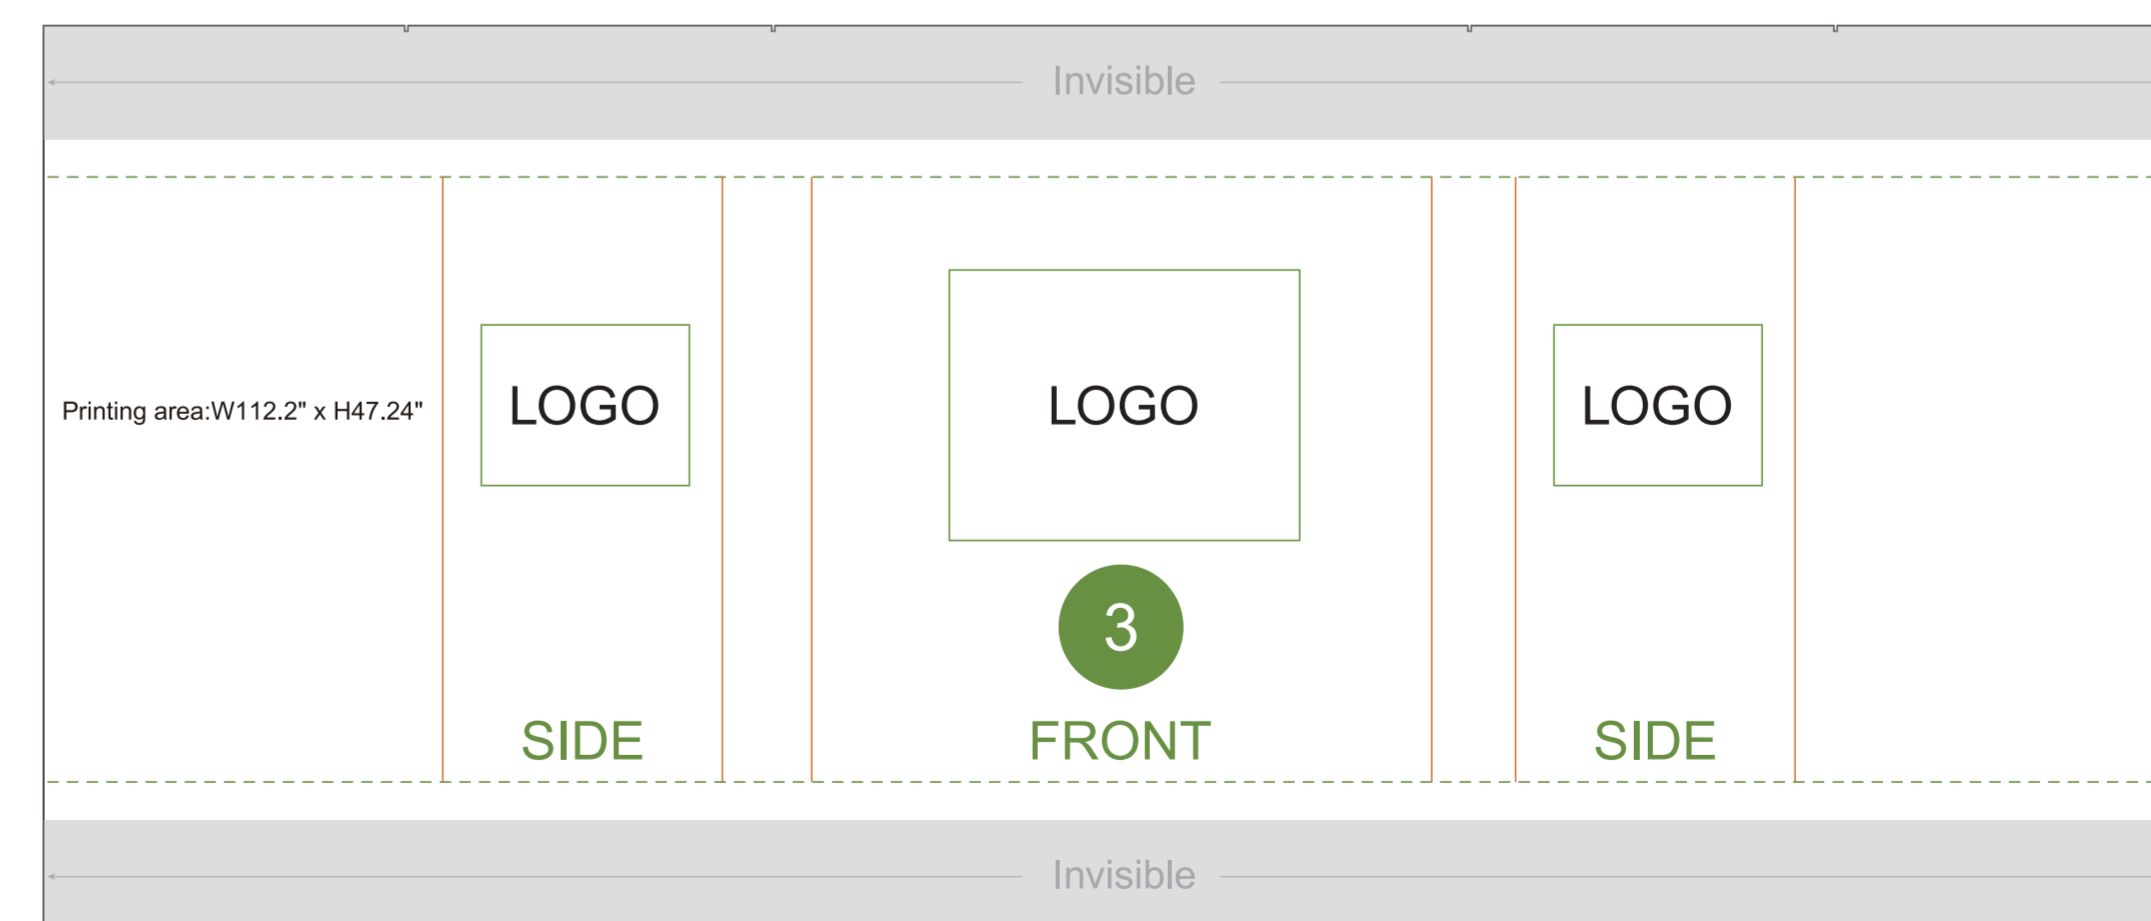 Invisible
Printing area:W112.2" x H47.24"
LOGO
LOGO
LOGO
3
SIDE
FRONT
SIDE
Invisible